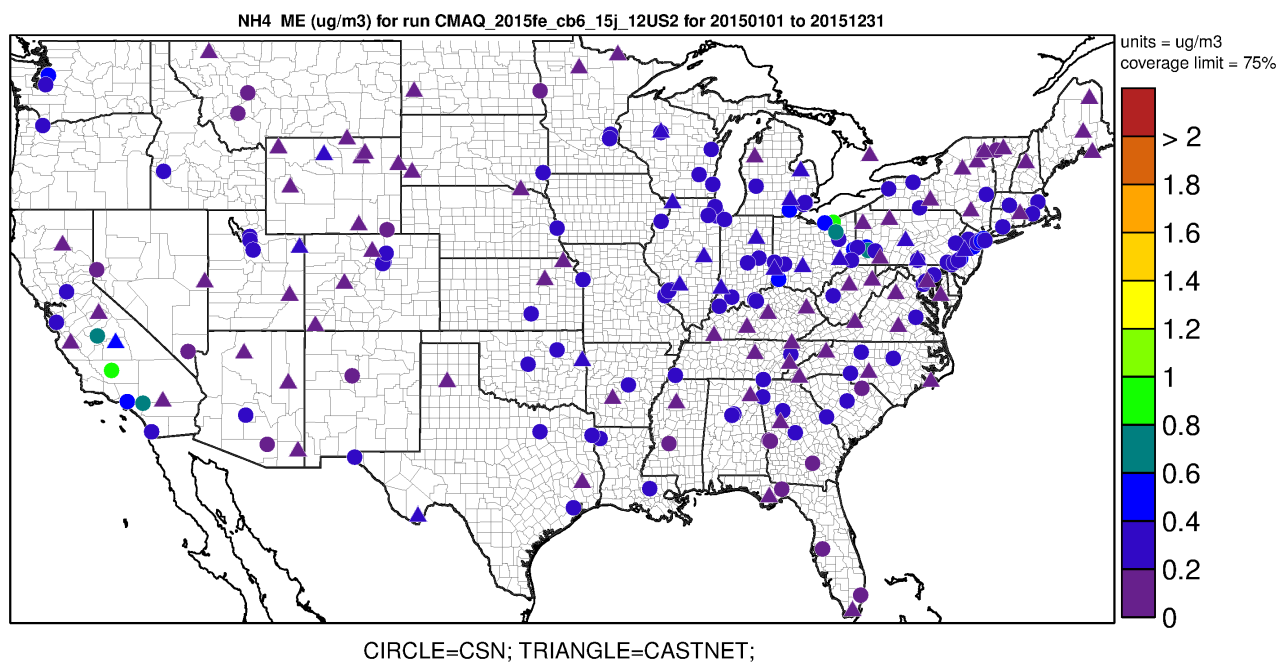 NH4 ME (ug/m3) for run CMAQ_2015fe_cb6_15j_12US2 for 20150101 to 20151231
units = ug/m3
coverage limit = 75%
> 2
1.8
1.6
1.4
1.2
1
0.8
0.6
0.4
0.2
0
CIRCLE=CSN; TRIANGLE=CASTNET;